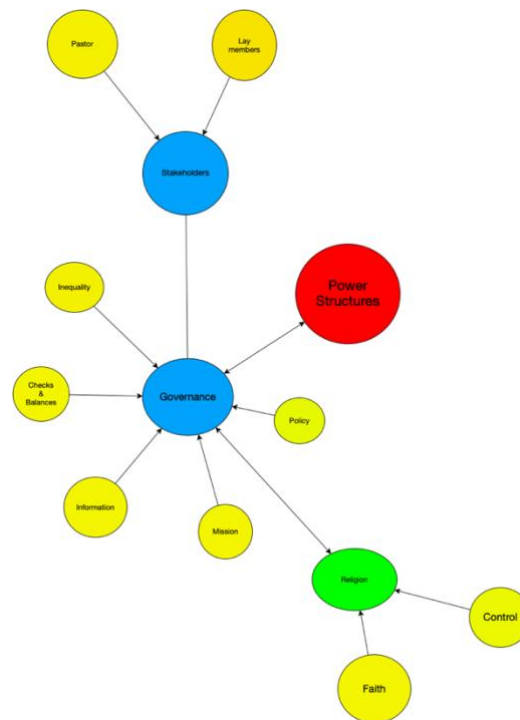 Pastor
Lay
members
Stakeholders
Inequality
Power
Structures
Checks
&
Balances
Governance
Policy
Information
Mission
Religion
Control
Faith